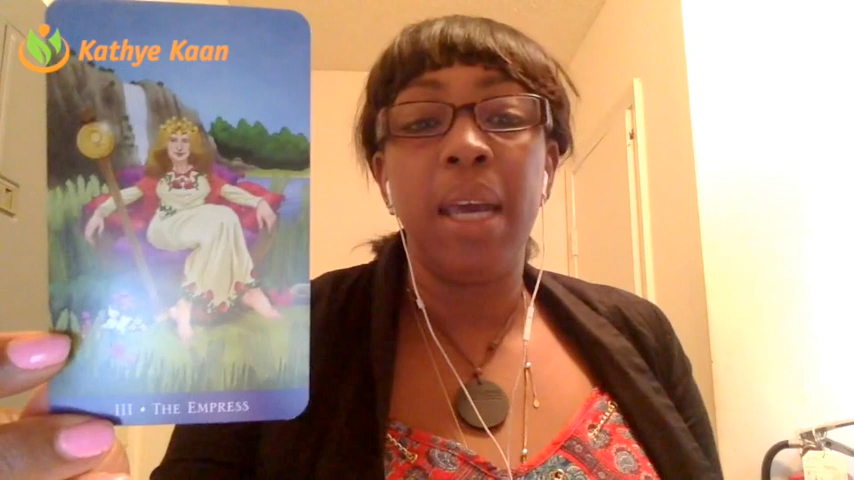 Kathye Kaan
III • The Empress